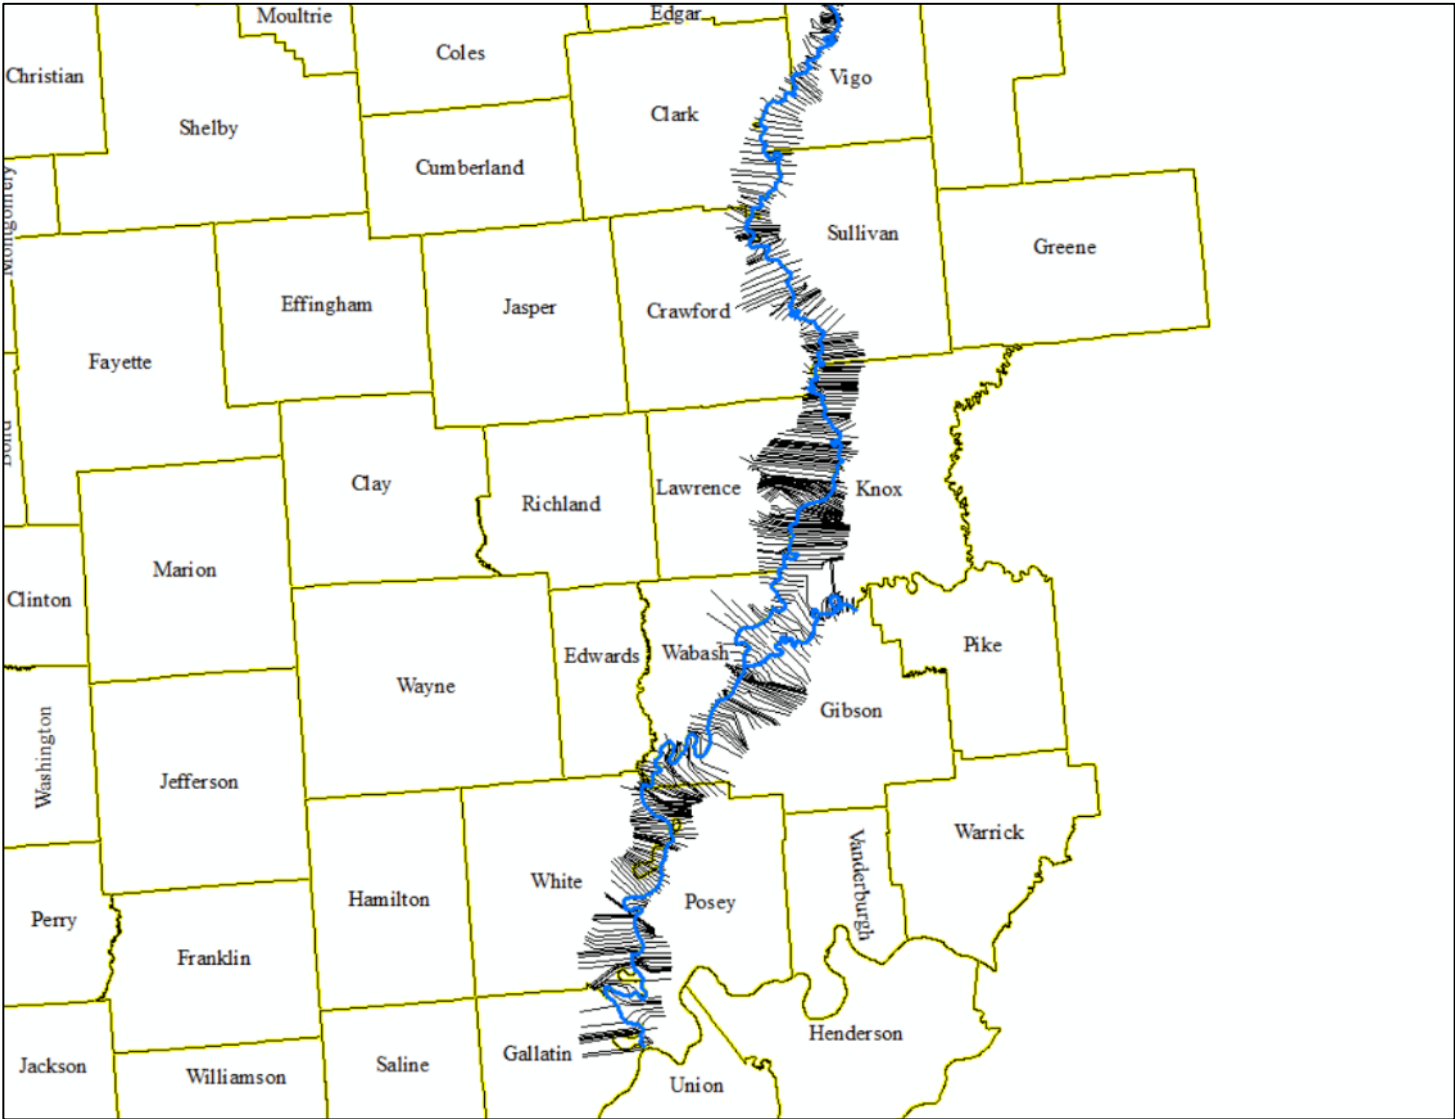 Moultrie
Edgar
Coles
Christian
Vigo
Clark
Shelby
Cumberland
Montgomery
Sullivan
Greene
Effingham
Jasper
Crawford
Fayette
Bond
Clay
Lawrence
Knox
Richland
Marion
Clinton
Pike
Edwards
Wabash
Wayne
Gibson
Washington
Jefferson
Warrick
Vanderburgh
White
Hamilton
Posey
Perry
Franklin
Henderson
Gallatin
Saline
Jackson
Williamson
Union